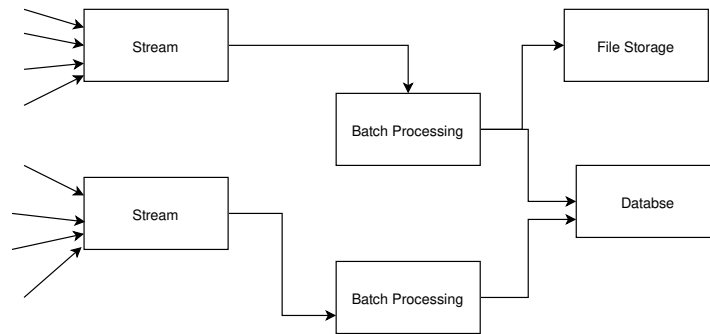 Stream
File Storage
Batch Processing
Stream
Databse
Batch Processing